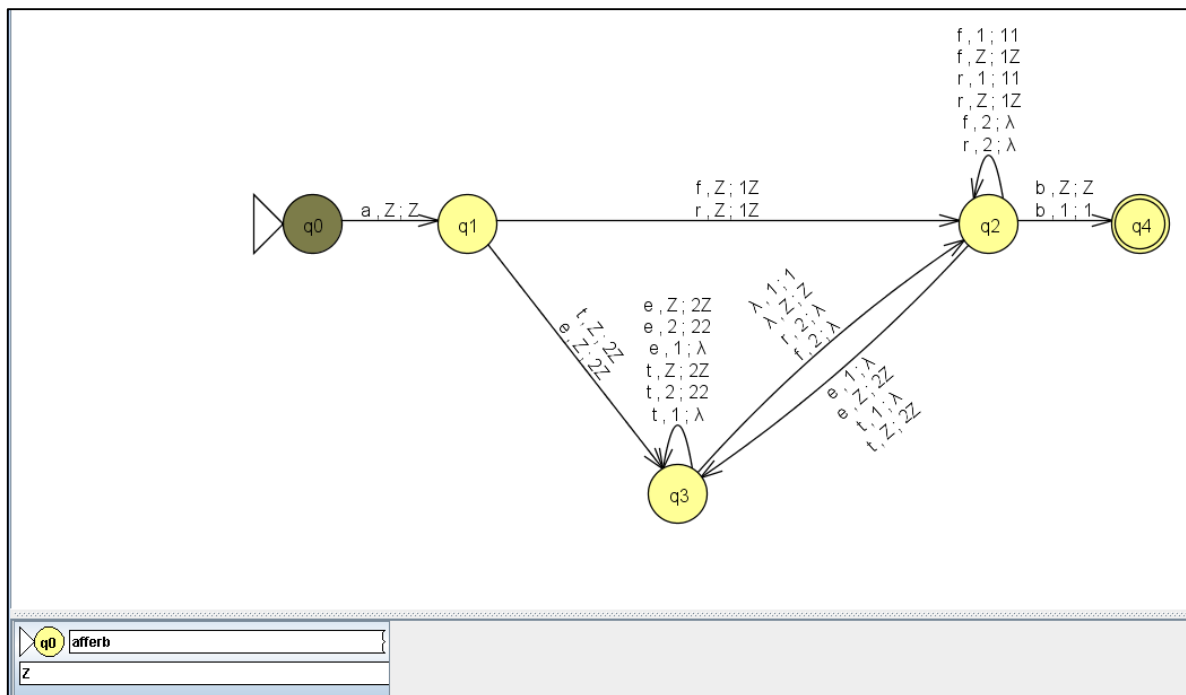 f , 1 ; 11
f , Z ; 1Z
r , 1 ; 11
r , Z ; 1Z
f , 2 ; λ
r , 2 ; λ
q0
a , Z ; Z
q1
f , Z ; 1Z
r , Z ; 1Z
q2
b , Z ; Z
b , 1 ; 1
q4
t , Z ; 2Z
e , Z ; 2Z
e , Z ; 2Z
e , 2 ; 22
e , 1 ; λ
t , Z ; 2Z
t , 2 ; 22
t , 1 ; λ
λ , 1 ; 1
λ , Z ; Z
r , 2 ; λ
f , 2 ; λ
e , 1 ; λ
e , Z ; 2Z
t , 1 ; λ
t , Z ; 2Z
q3
q0 afferb
Z